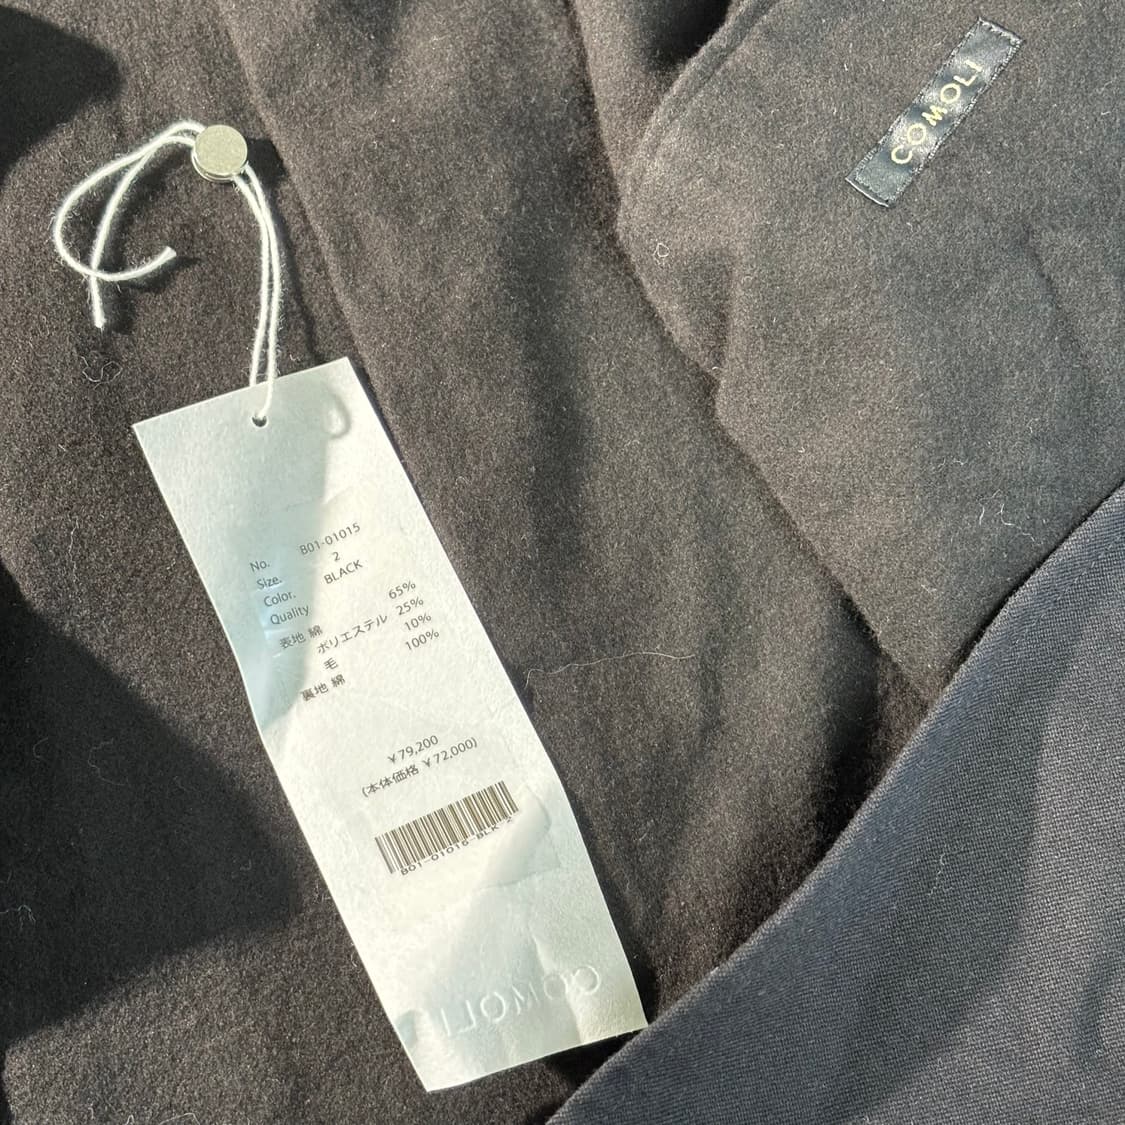 COMOLI
No. B01-01015
Size. 2
Color. BLACK
Quality
表地 綿 65%
ポリエステル 25%
毛 10%
裏地 綿 100%
￥79,200
(本体価格 ￥72,000)
B01-01015-BLK-2
COMOLI